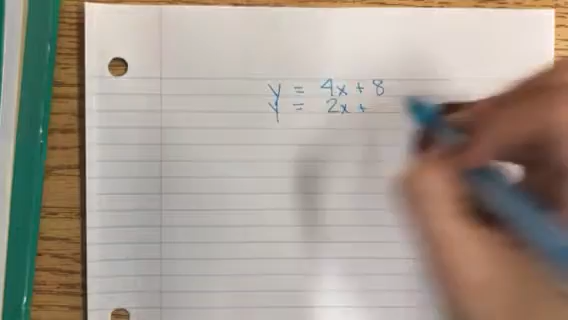 y = 4x + 8
y = 2x +